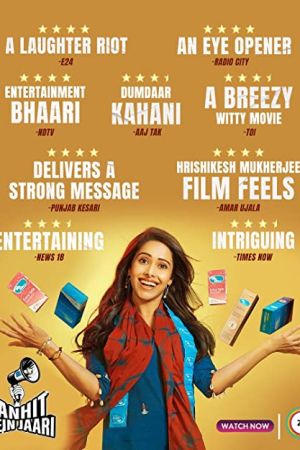 A LAUGHTER RIOT
-E24
AN EYE OPENER
-RADIO CITY
ENTERTAINMENT
BHAARI
-NDTV
DUMDAAR
KAHANI
-AAJ TAK
A BREEZY
WITTY MOVIE
-TOI
DELIVERS A
STRONG MESSAGE
-PUNJAB KESARI
HRISHIKESH MUKHERJEE
FILM FEELS
-AMAR UJALA
ENTERTAINING
-NEWS 18
INTRIGUING
-TIMES NOW
ANHIT
EIN JAARI
WATCH NOW